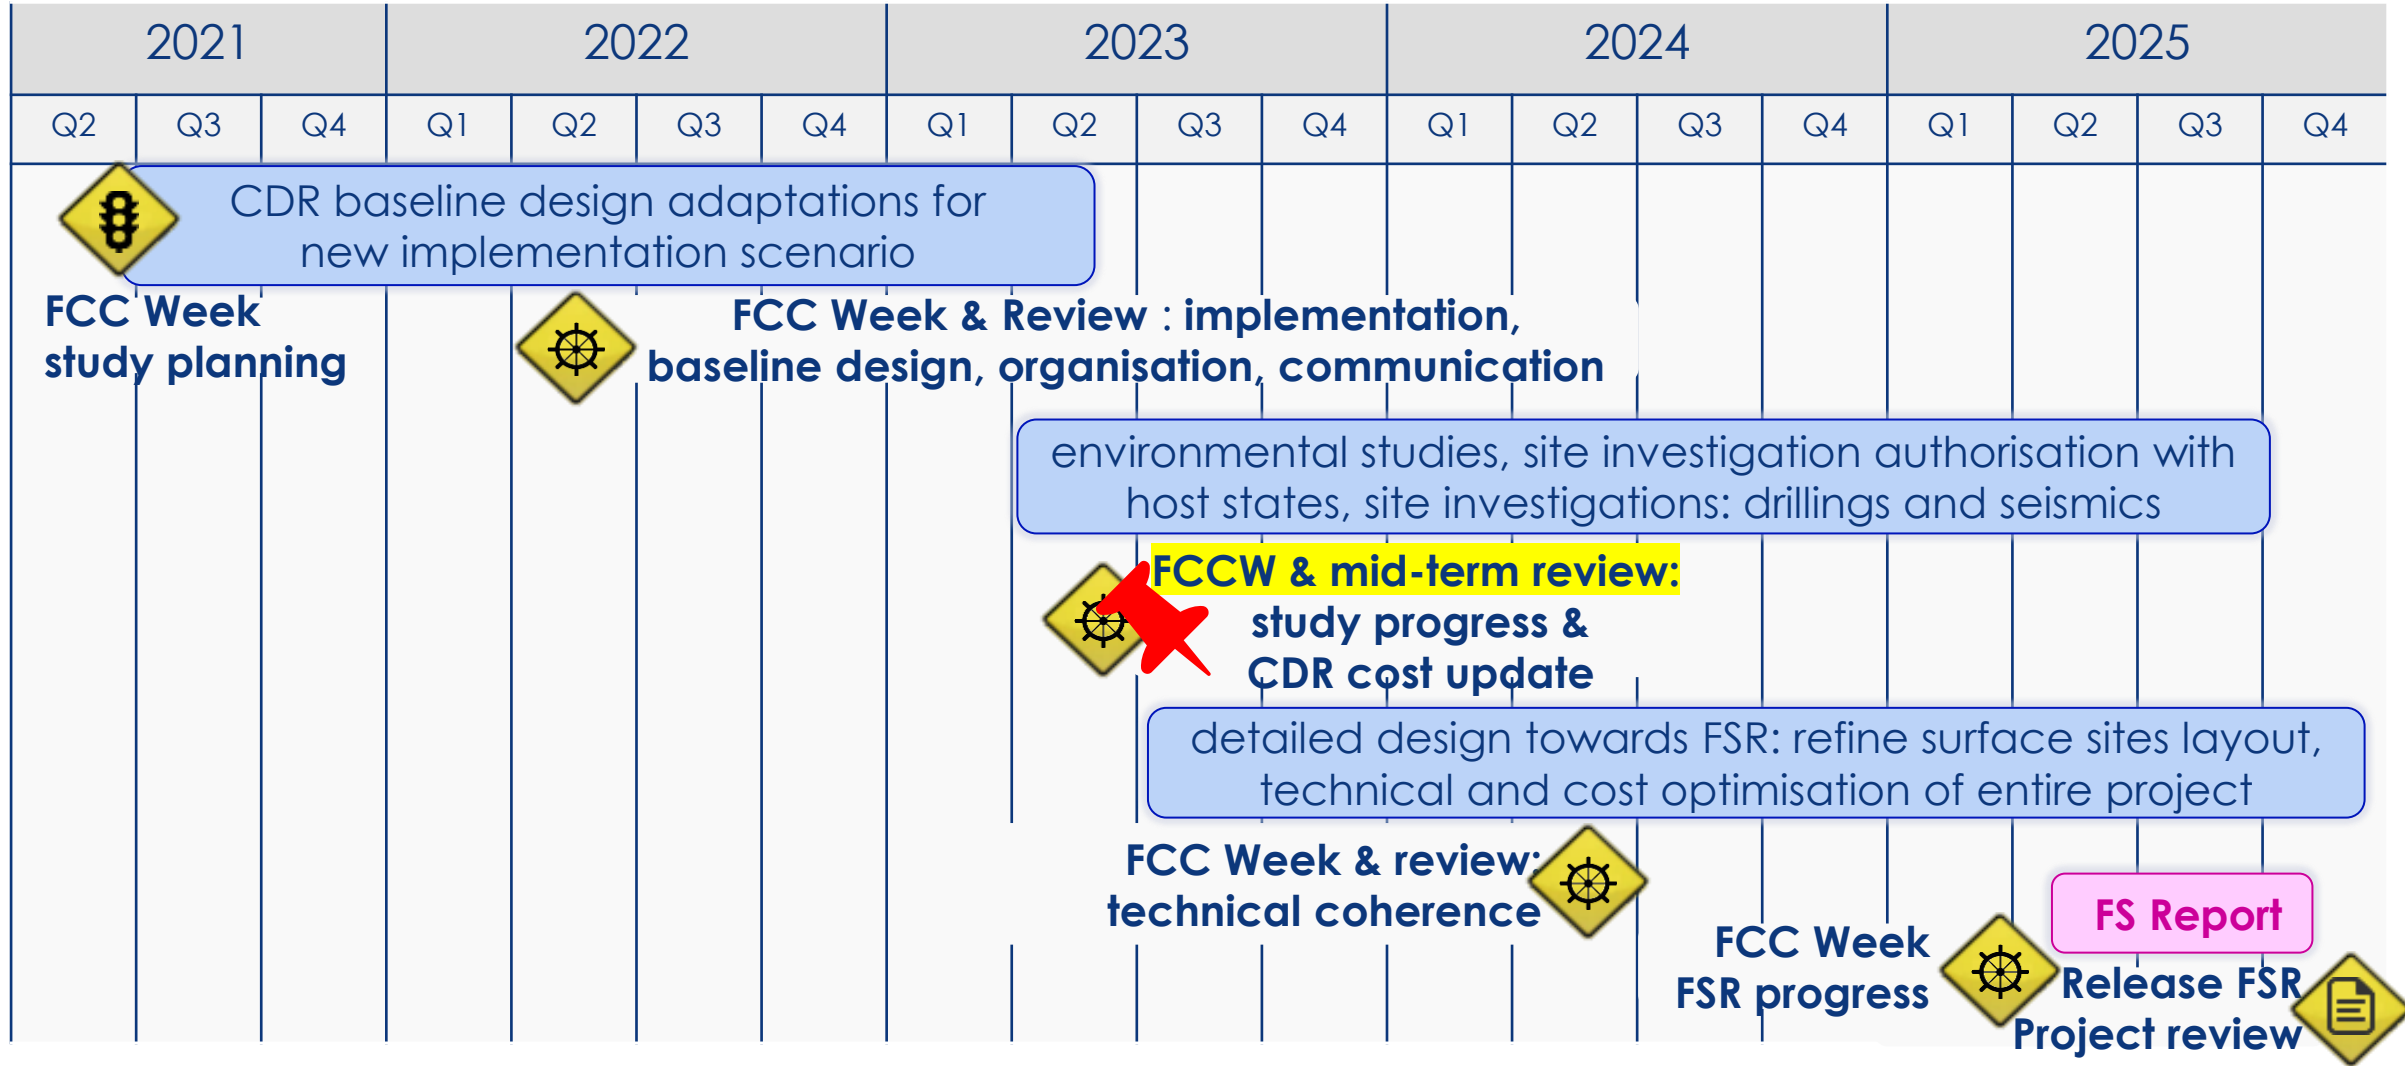 2021 2022 2023 2024 2025
Q2 Q3 Q4 Q1 Q2 Q3 Q4 Q1 Q2 Q3 Q4 Q1 Q2 Q3 Q4 Q1 Q2 Q3 Q4
CDR baseline design adaptations for
new implementation scenario
FCC Week
study planning
FCC Week & Review : implementation,
baseline design, organisation, communication
environmental studies, site investigation authorisation with
host states, site investigations: drillings and seismics
FCCW & mid-term review:
study progress &
CDR cost update
detailed design towards FSR: refine surface sites layout,
technical and cost optimisation of entire project
FCC Week & review:
technical coherence
FCC Week
FSR progress
FS Report
Release FSR
Project review